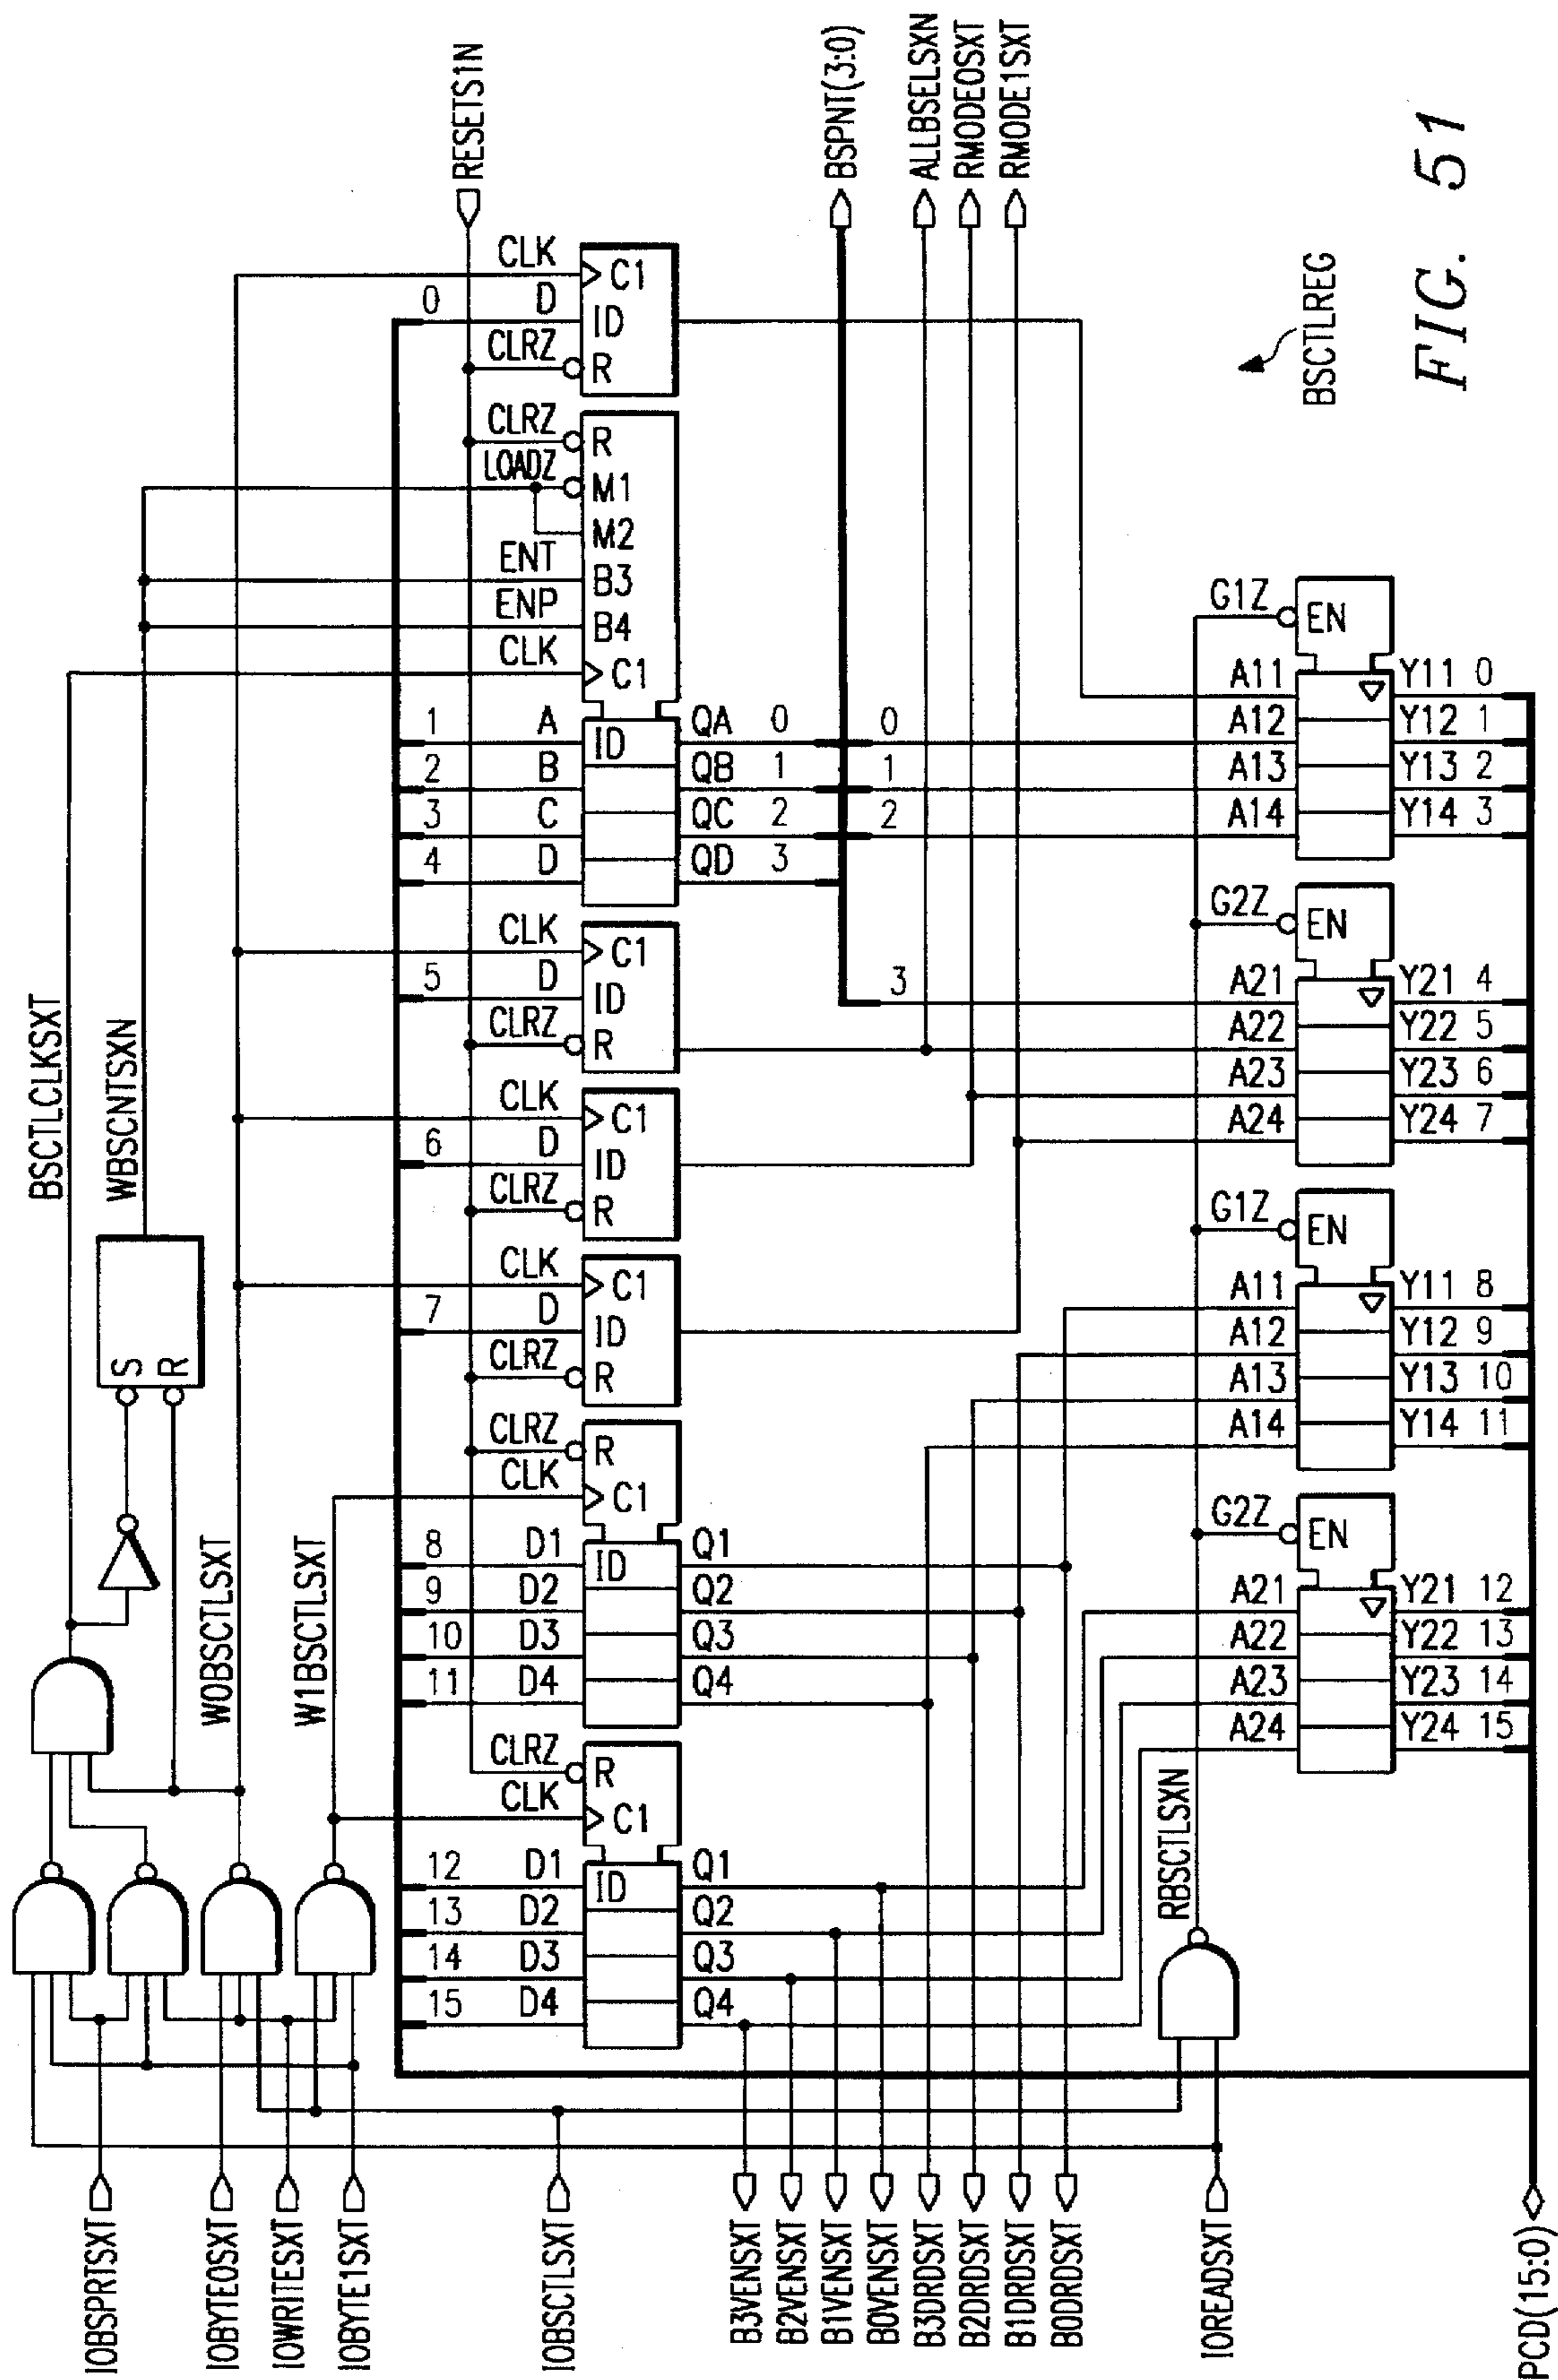 IOBSPRTSXT
IOBYTE0SXT
IOWRITESXT
IOBYTE1SXT
IOBSCTLSXT
B3VENSXT
B2VENSXT
B1VENSXT
B0VENSXT
B3DRDSXT
B2DRDSXT
B1DRDSXT
B0DRDSXT
IOREADSXT
PCD(15:0)
BSCTLCLKSXT
WBSCNTSXN
S
R
W0BSCTLSXT
W1BSCTLSXT
RESETS1N
BSPNT(3:0)
ALLBSELSXN
RMODE0SXT
RMODE1SXT
CLK C1
0 D ID
CLRZ R
CLRZ R
LOADZ M1
M2
ENT B3
ENP B4
CLK C1
1 A ID QA 0 0
2 B QB 1 1
3 C QC 2 2
4 D QD 3
3
CLK C1
5 D ID
CLRZ R
CLK C1
6 D ID
CLRZ R
CLK C1
7 D ID
CLRZ R
CLRZ R
CLK C1
8 D1 ID Q1
9 D2 Q2
10 D3 Q3
11 D4 Q4
CLRZ R
CLK C1
12 D1 ID Q1
13 D2 Q2
14 D3 Q3
15 D4 Q4
G1Z EN
A11 Y11 0
A12 Y12 1
A13 Y13 2
A14 Y14 3
G2Z EN
A21 Y21 4
A22 Y22 5
A23 Y23 6
A24 Y24 7
G1Z EN
A11 Y11 8
A12 Y12 9
A13 Y13 10
A14 Y14 11
G2Z EN
A21 Y21 12
A22 Y22 13
A23 Y23 14
A24 Y24 15
RBSCTLSXN
BSCTLREG
FIG. 51